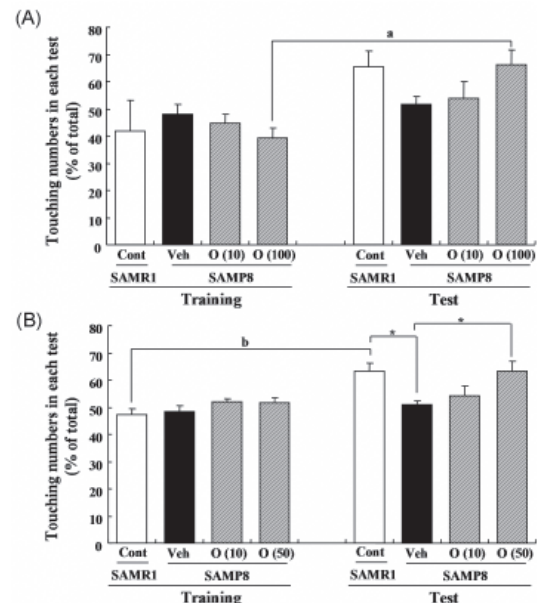 (A)
Touching numbers in each test
(% of total)
80
70
60
50
40
30
20
10
0
a
Cont Veh O (10) O (100) Cont Veh O (10) O (100)
SAMR1 SAMP8 SAMR1 SAMP8
Training Test
(B)
Touching numbers in each test
(% of total)
80
70
60
50
40
30
20
10
0
b
* *
Cont Veh O (10) O (50) Cont Veh O (10) O (50)
SAMR1 SAMP8 SAMR1 SAMP8
Training Test